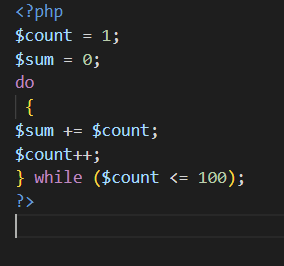 <?php
$count = 1;
$sum = 0;
do
{
$sum += $count;
$count++;
} while ($count <= 100);
?>